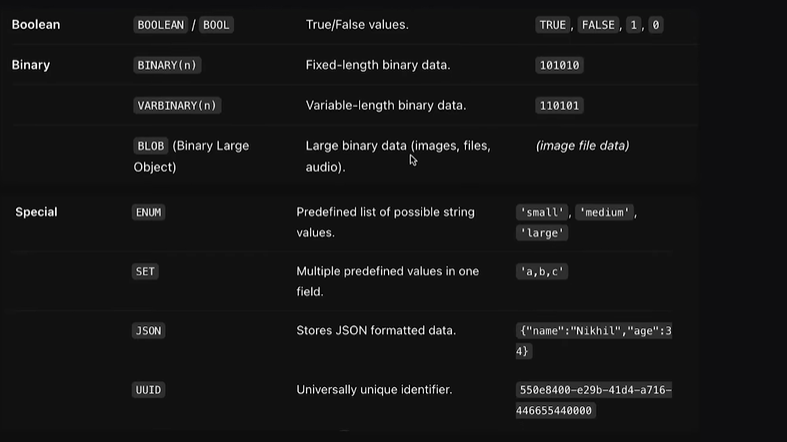 Boolean BOOLEAN / BOOL True/False values. TRUE, FALSE, 1, 0
Binary BINARY(n) Fixed-length binary data. 101010
VARBINARY(n) Variable-length binary data. 110101
BLOB (Binary Large Large binary data (images, files, (image file data)
Object) audio).
Special ENUM Predefined list of possible string 'small', 'medium',
values. 'large'
SET Multiple predefined values in one 'a,b,c'
field.
JSON Stores JSON formatted data. {"name":"Nikhil","age":3
4}
UUID Universally unique identifier. 550e8400-e29b-41d4-a716-
446655440000